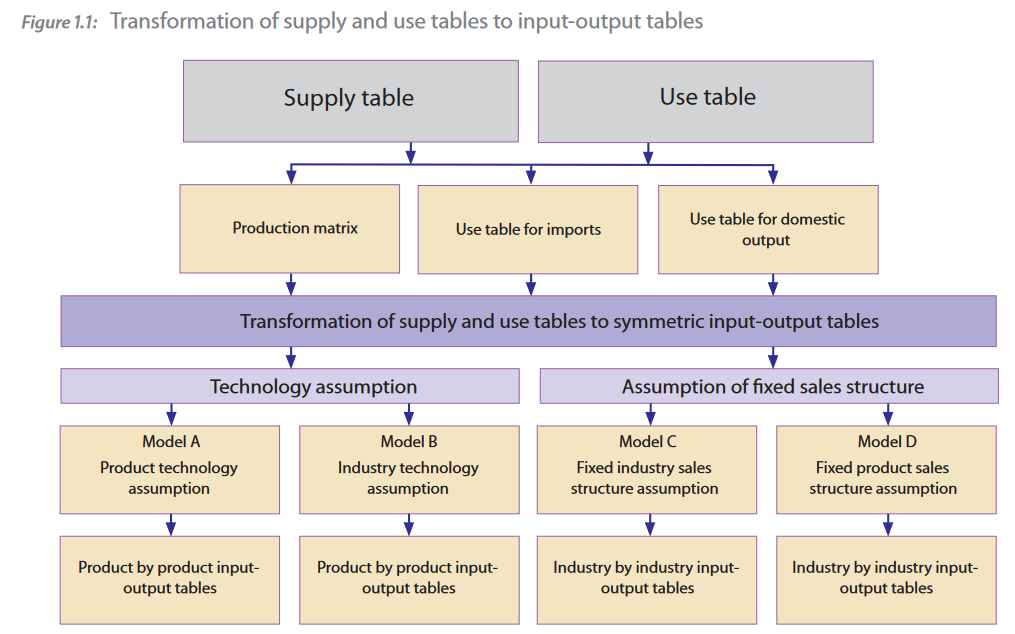 Figure 1.1: Transformation of supply and use tables to input-output tables
Supply table
Use table
Production matrix
Use table for imports
Use table for domestic
output
Transformation of supply and use tables to symmetric input-output tables
Technology assumption
Assumption of fixed sales structure
Model A
Product technology
assumption
Model B
Industry technology
assumption
Model C
Fixed industry sales
structure assumption
Model D
Fixed product sales
structure assumption
Product by product input-
output tables
Product by product input-
output tables
Industry by industry input-
output tables
Industry by industry input-
output tables